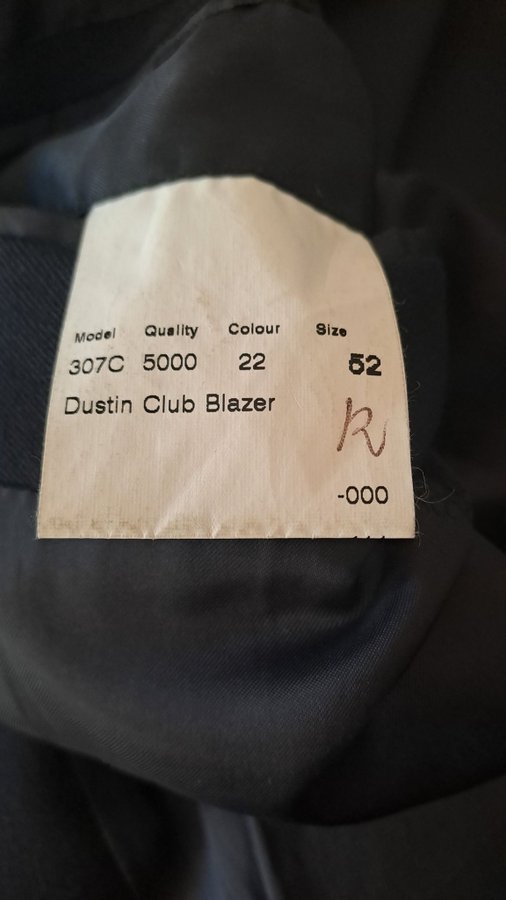 Model Quality Colour Size
307C 5000 22 52
Dustin Club Blazer
R
-000